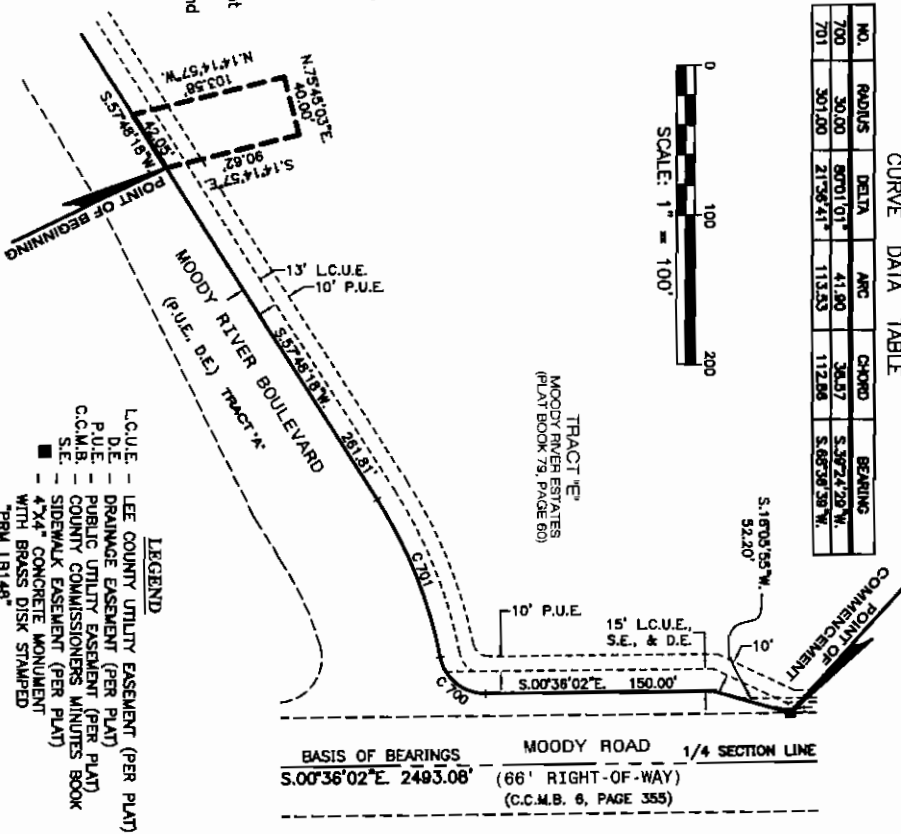 CURVE DATA TABLE
NO. RADIUS DELTA ARC CHORD BEARING
700 30.00 80°01'01" 41.90 38.57 S.39°24'29"W.
701 301.00 21°36'41" 113.53 112.86 S.68°36'39"W.
0 100 200
SCALE: 1" = 100'
POINT OF
COMMENCEMENT
S.16°05'55"W.
52.20'
10'
TRACT "E"
MOODY RIVER ESTATES
(PLAT BOOK 79, PAGE 60)
10' P.U.E.
15' L.C.U.E.,
S.E., & D.E.
S.00°36'02"E. 150.00'
C 700
C 701
BASIS OF BEARINGS
S.00°36'02"E. 2493.08'
MOODY ROAD
(66' RIGHT-OF-WAY)
(C.C.M.B. 6, PAGE 355)
1/4 SECTION LINE
N.75°45'03"E.
40.00'
N.14°14'57"W.
103.58'
S.14°14'57"E.
90.62'
S.57°48'18"W.
42.05'
POINT OF BEGINNING
13' L.C.U.E.
10' P.U.E.
S.57°48'18"W. 261.81'
MOODY RIVER BOULEVARD
(P.U.E., D.E.) TRACT "A"
LEGEND
L.C.U.E. - LEE COUNTY UTILITY EASEMENT (PER PLAT)
D.E. - DRAINAGE EASEMENT (PER PLAT)
P.U.E. - PUBLIC UTILITY EASEMENT (PER PLAT)
C.C.M.B. - COUNTY COMMISSIONERS MINUTES BOOK
S.E. - SIDEWALK EASEMENT (PER PLAT)
■ - 4"X4" CONCRETE MONUMENT
WITH BRASS DISK STAMPED
"PRM LB148"